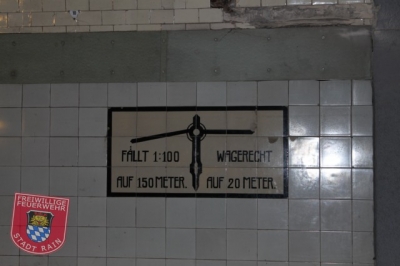 FÄLLT 1:100
AUF 150 METER.
WAGERECHT
AUF 20 METER.
FREIWILLIGE
FEUERWEHR
STADT RAIN